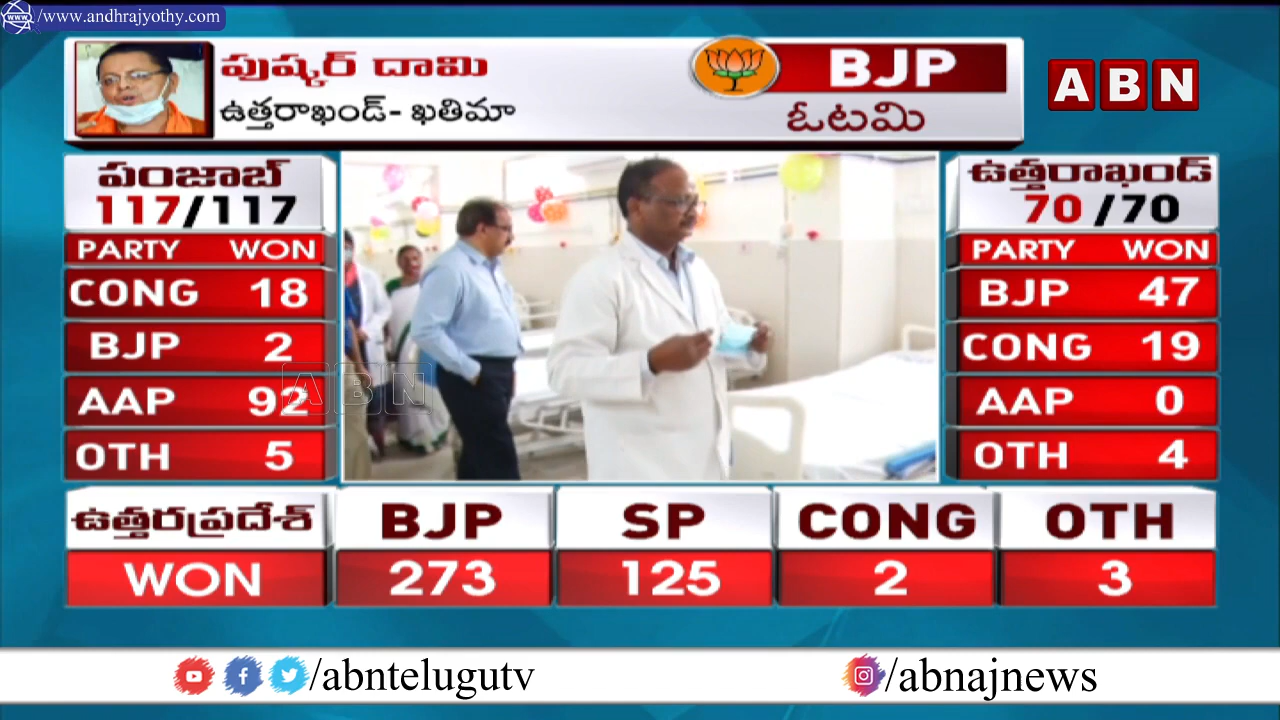 /www.andhrajyothy.com
పుష్కర్ దామి
ఉత్తరాఖండ్- ఖతిమా
BJP
ఓటమి
ABN
పంజాబ్
117/117
PARTY WON
CONG 18
BJP 2
AAP 92
OTH 5
ABN
ఉత్తరాఖండ్
70/70
PARTY WON
BJP 47
CONG 19
AAP 0
OTH 4
ఉత్తరప్రదేశ్ BJP SP CONG OTH
WON 273 125 2 3
/abntelugutv
/abnajnews